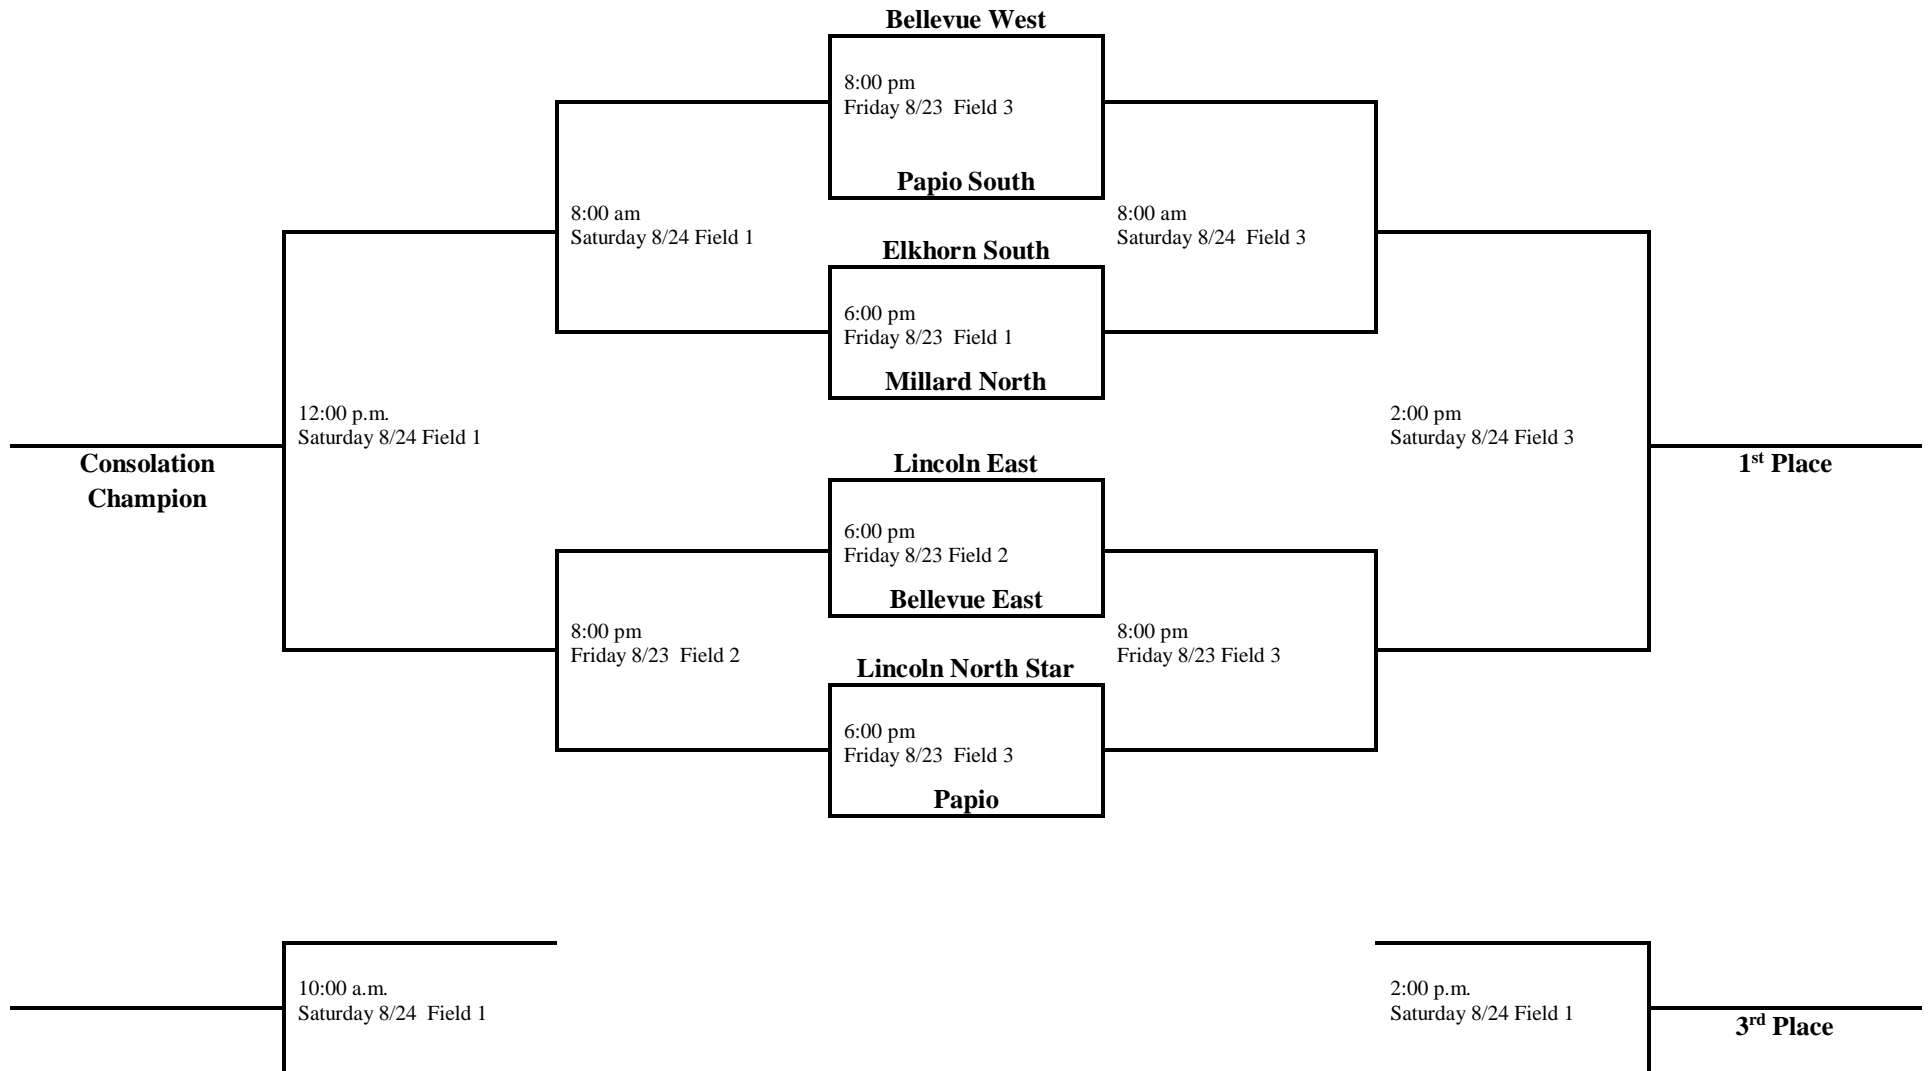 Bellevue West
8:00 pm
Friday 8/23  Field 3
Papio South
8:00 am
Saturday 8/24 Field 1
8:00 am
Saturday 8/24  Field 3
Elkhorn South
6:00 pm
Friday 8/23  Field 1
Millard North
12:00 p.m.
Saturday 8/24 Field 1
2:00 pm
Saturday 8/24 Field 3
Consolation
Champion
Lincoln East
1st Place
6:00 pm
Friday 8/23 Field 2
Bellevue East
8:00 pm
Friday 8/23  Field 2
8:00 pm
Friday 8/23 Field 3
Lincoln North Star
6:00 pm
Friday 8/23  Field 3
Papio
10:00 a.m.
Saturday 8/24  Field 1
2:00 p.m.
Saturday 8/24 Field 1
3rd Place